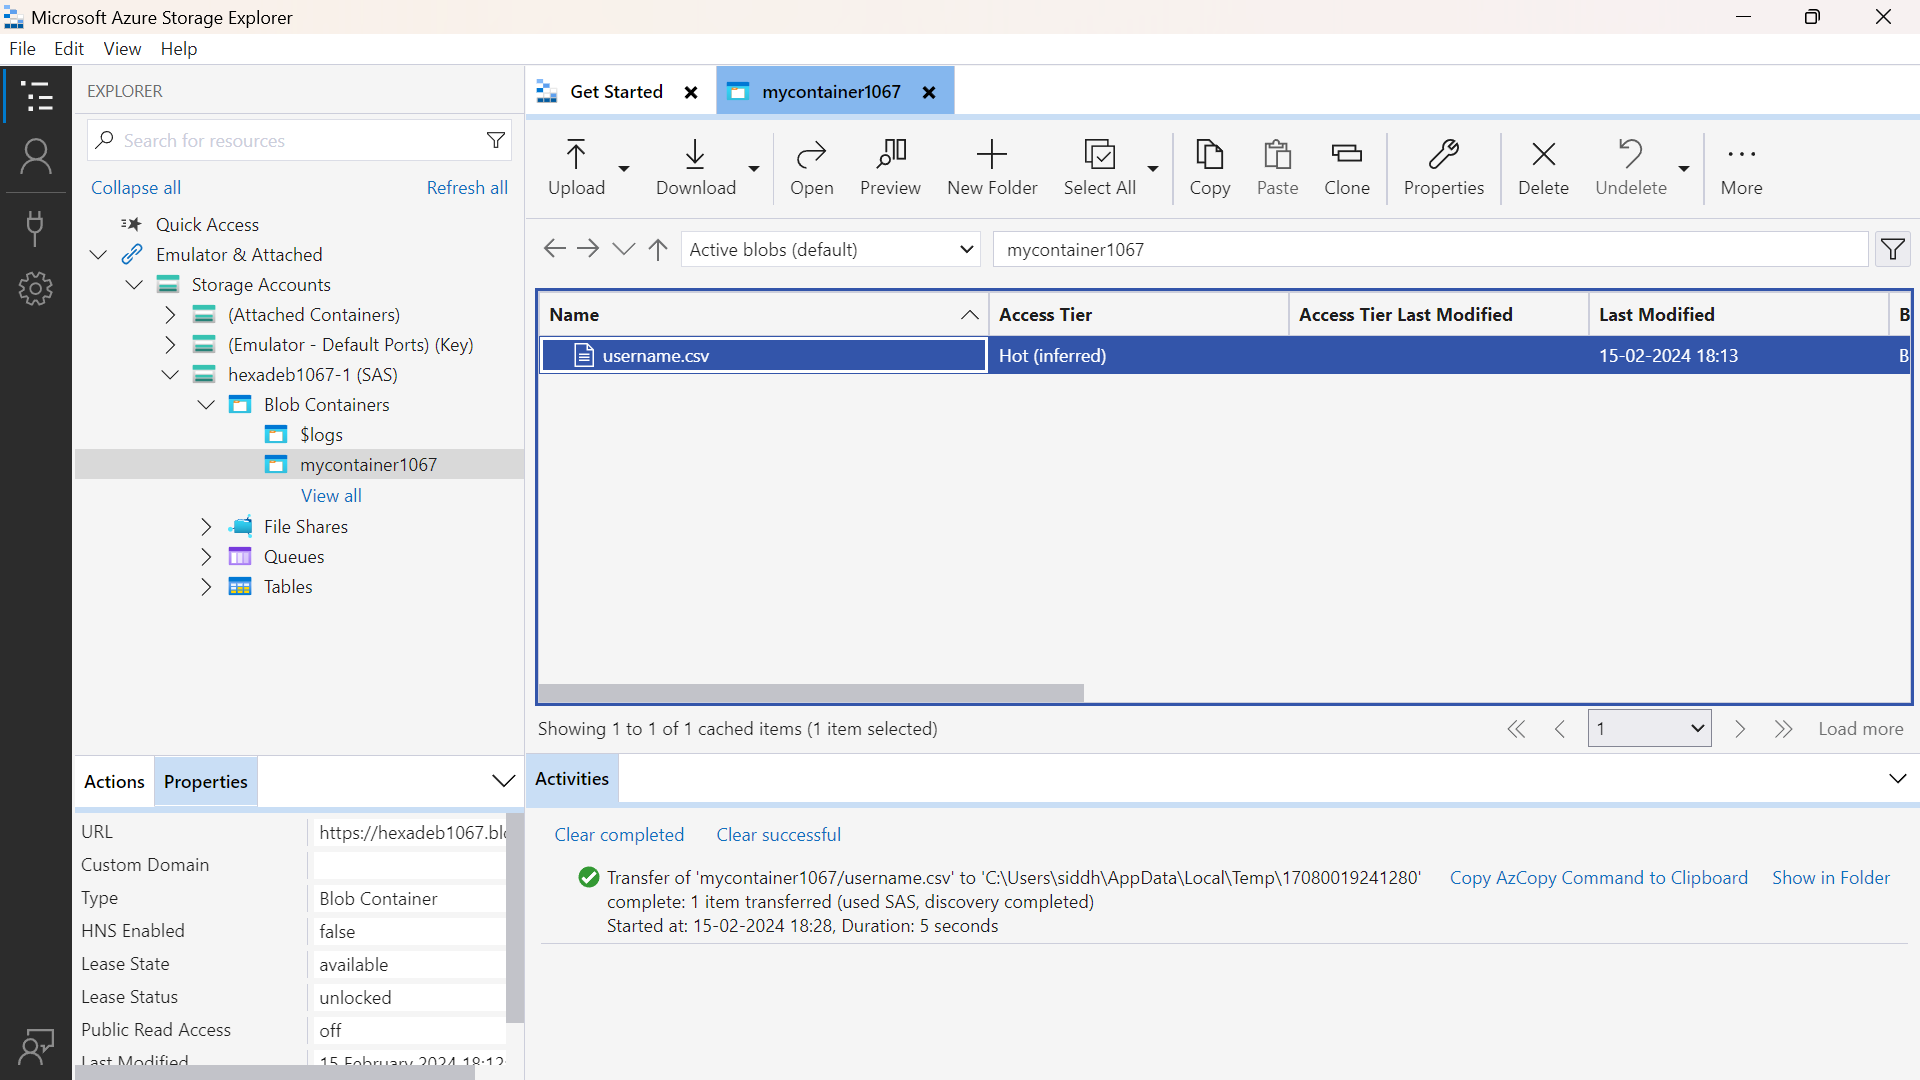 Microsoft Azure Storage Explorer
File Edit View Help
EXPLORER
Search for resources
Collapse all Refresh all
Quick Access
Emulator & Attached
Storage Accounts
(Attached Containers)
(Emulator - Default Ports) (Key)
hexadeb1067-1 (SAS)
Blob Containers
$logs
mycontainer1067
View all
File Shares
Queues
Tables
Actions Properties
URL https://hexadeb1067.bl
Custom Domain
Type Blob Container
HNS Enabled false
Lease State available
Lease Status unlocked
Public Read Access off
Last Modified 15 February 2024 18:12:
Get Started mycontainer1067
Upload Download Open Preview New Folder Select All Copy Paste Clone Properties Delete Undelete More
Active blobs (default) mycontainer1067
Name Access Tier Access Tier Last Modified Last Modified B
username.csv Hot (inferred) 15-02-2024 18:13 B
Showing 1 to 1 of 1 cached items (1 item selected) 1 Load more
Activities
Clear completed Clear successful
Transfer of 'mycontainer1067/username.csv' to 'C:\Users\siddh\AppData\Local\Temp\17080019241280' Copy AzCopy Command to Clipboard Show in Folder
complete: 1 item transferred (used SAS, discovery completed)
Started at: 15-02-2024 18:28, Duration: 5 seconds